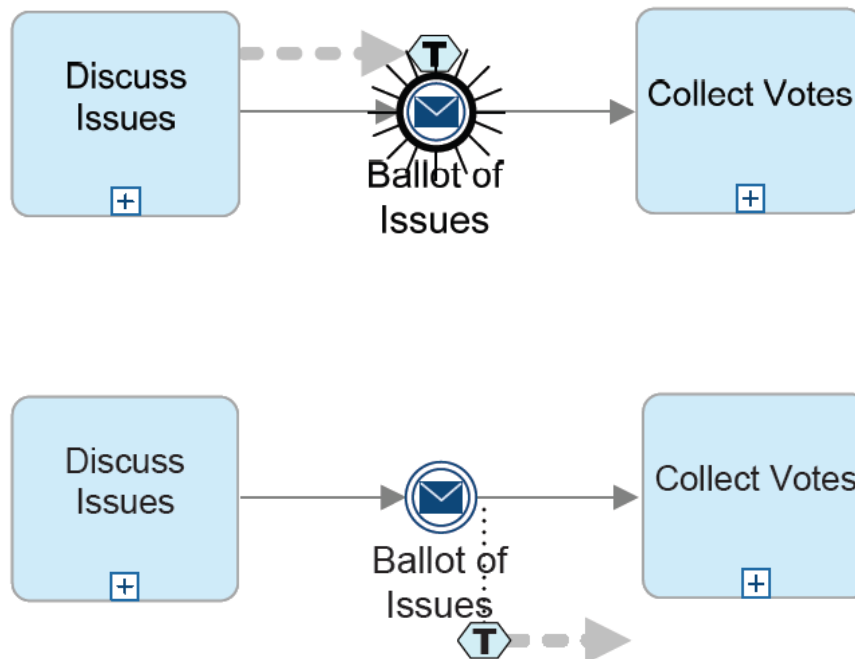 T
Discuss
Issues
Collect Votes
Ballot of
Issues
Discuss
Issues
Collect Votes
Ballot of
Issues
T